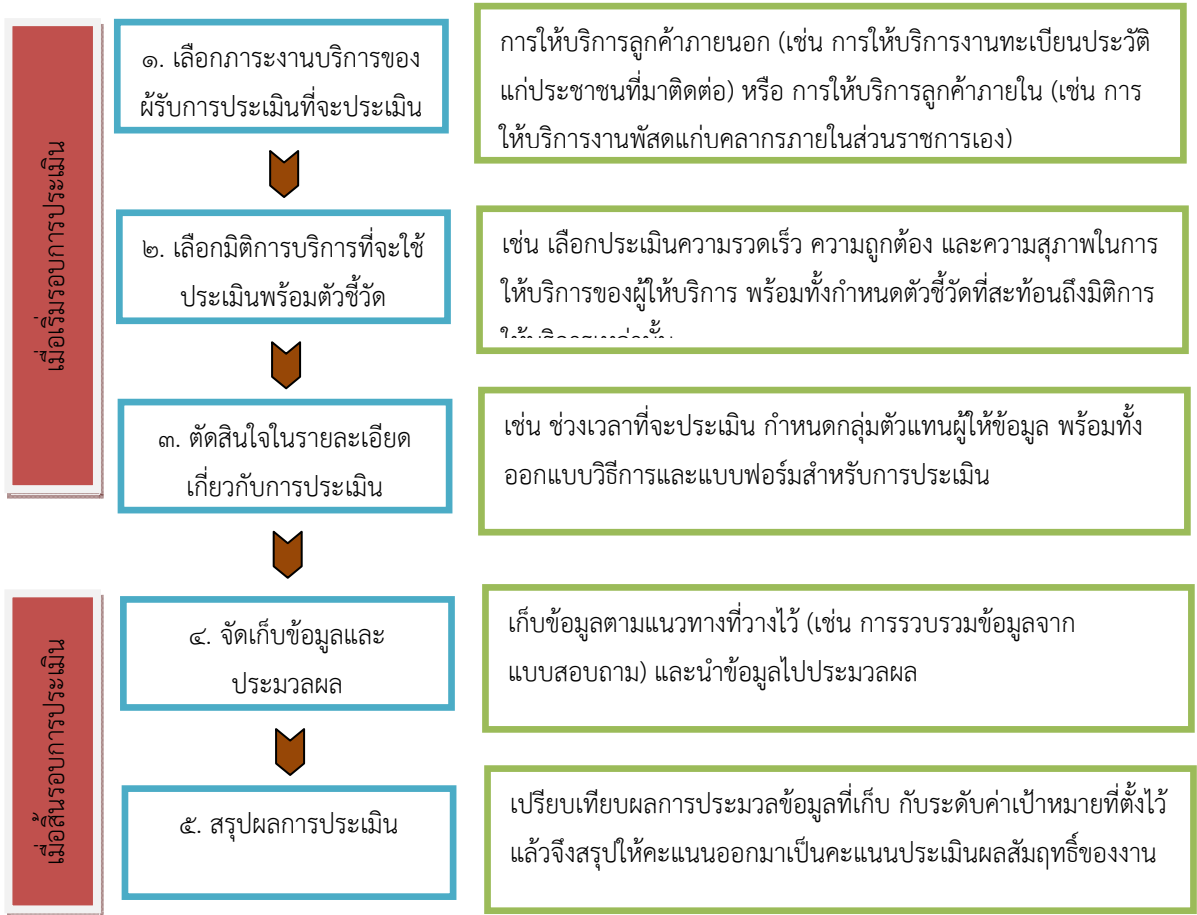 เมื่อเริ่มรอบการประเมิน
๑. เลือกภาระงานบริการของ
ผู้รับการประเมินที่จะประเมิน
การให้บริการลูกค้าภายนอก (เช่น การให้บริการงานทะเบียนประวัติ
แก่ประชาชนที่มาติดต่อ) หรือ การให้บริการลูกค้าภายใน (เช่น การ
ให้บริการงานพัสดุแก่บุคลากรภายในส่วนราชการเอง)
๒. เลือกมิติการบริการที่จะใช้
ประเมินพร้อมตัวชี้วัด
เช่น เลือกประเมินความรวดเร็ว ความถูกต้อง และความสุภาพในการ
ให้บริการของผู้ให้บริการ พร้อมทั้งกำหนดตัวชี้วัดที่สะท้อนถึงมิติการ
๓. ตัดสินใจในรายละเอียด
เกี่ยวกับการประเมิน
เช่น ช่วงเวลาที่จะประเมิน กำหนดกลุ่มตัวแทนผู้ให้ข้อมูล พร้อมทั้ง
ออกแบบวิธีการและแบบฟอร์มสำหรับการประเมิน
เมื่อสิ้นรอบการประเมิน
๔. จัดเก็บข้อมูลและ
ประมวลผล
เก็บข้อมูลตามแนวทางที่วางไว้ (เช่น การรวบรวมข้อมูลจาก
แบบสอบถาม) และนำข้อมูลไปประมวลผล
๕. สรุปผลการประเมิน
เปรียบเทียบผลการประมวลข้อมูลที่เก็บ กับระดับค่าเป้าหมายที่ตั้งไว้
แล้วจึงสรุปให้คะแนนออกมาเป็นคะแนนประเมินผลสัมฤทธิ์ของงาน